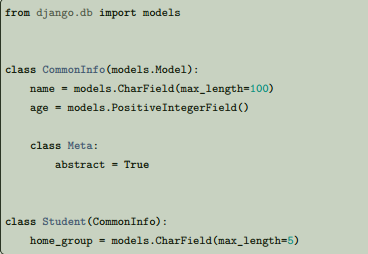 from django.db import models
class CommonInfo(models.Model):
    name = models.CharField(max_length=100)
    age = models.PositiveIntegerField()
    class Meta:
        abstract = True
class Student(CommonInfo):
    home_group = models.CharField(max_length=5)